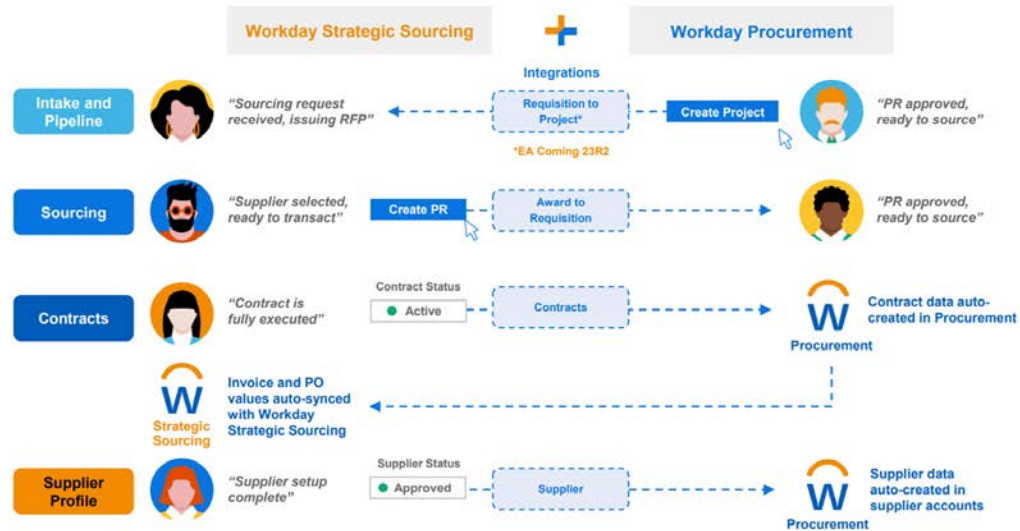 Workday Strategic Sourcing
Workday Procurement
Integrations
Intake and
Pipeline
“Sourcing request
received, issuing RFP”
Requisition to
Project*
Create Project
“PR approved,
ready to source”
*EA Coming 23R2
Sourcing
“Supplier selected,
ready to transact”
Create PR
Award to
Requisition
“PR approved,
ready to source”
Contracts
“Contract is
fully executed”
Contract Status
Active
Contracts
W
Procurement
Contract data auto-
created in Procurement
W
Strategic
Sourcing
Invoice and PO
values auto-synced
with Workday
Strategic Sourcing
Supplier
Profile
“Supplier setup
complete”
Supplier Status
Approved
Supplier
W
Procurement
Supplier data
auto-created in
supplier accounts